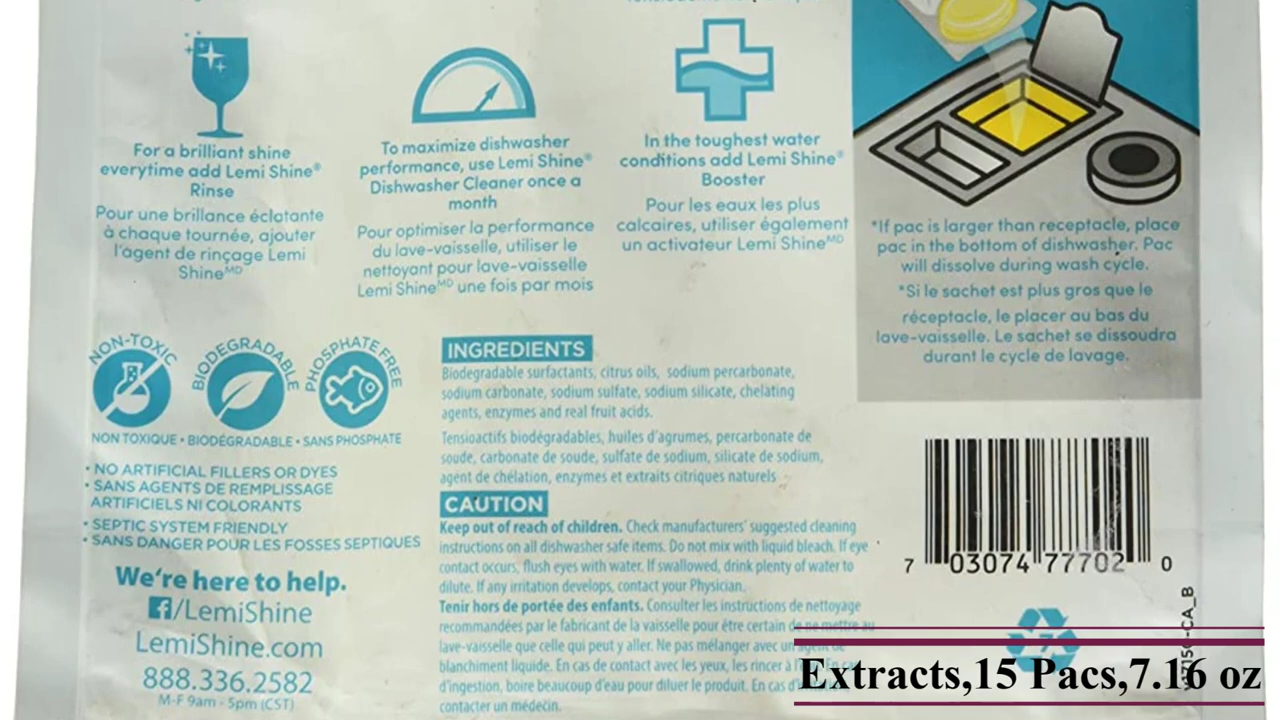 For a brilliant shine
everytime add Lemi Shine®
Rinse
Pour une brillance éclatante
à chaque tournée, ajouter
l'agent de rinçage Lemi
Shineᴹᴰ
To maximize dishwasher
performance, use Lemi Shine®
Dishwasher Cleaner once a
month
Pour optimiser la performance
du lave-vaisselle, utiliser le
nettoyant pour lave-vaisselle
Lemi Shineᴹᴰ une fois par mois
In the toughest water
conditions add Lemi Shine®
Booster
Pour les eaux les plus
calcaires, utiliser également
un activateur Lemi Shineᴹᴰ
*If pac is larger than receptacle, place
pac in the bottom of dishwasher. Pac
will dissolve during wash cycle.
*Si le sachet est plus gros que le
réceptacle, le placer au bas du
lave-vaisselle. Le sachet se dissoudra
durant le cycle de lavage.
NON-TOXIC
BIODEGRADABLE
PHOSPHATE FREE
NON TOXIQUE • BIODÉGRADABLE • SANS PHOSPHATE
• NO ARTIFICIAL FILLERS OR DYES
• SANS AGENTS DE REMPLISSAGE
ARTIFICIELS NI COLORANTS
• SEPTIC SYSTEM FRIENDLY
• SANS DANGER POUR LES FOSSES SEPTIQUES
We're here to help.
f/LemiShine
LemiShine.com
888.336.2582
M-F 9am - 5pm (CST)
INGREDIENTS
Biodegradable surfactants, citrus oils, sodium percarbonate,
sodium carbonate, sodium sulfate, sodium silicate, chelating
agents, enzymes and real fruit acids.
Tensioactifs biodégradables, huiles d'agrumes, percarbonate de
soude, carbonate de soude, sulfate de sodium, silicate de sodium,
agent de chélation, enzymes et extraits citriques naturels
CAUTION
Keep out of reach of children. Check manufacturers' suggested cleaning
instructions on all dishwasher safe items. Do not mix with liquid bleach. If eye
contact occurs, flush eyes with water. If swallowed, drink plenty of water to
dilute. If any irritation develops, contact your Physician.
Tenir hors de portée des enfants. Consulter les instructions de nettoyage
recommandées par le fabricant de la vaisselle pour être certain de ne mettre au
lave-vaisselle que celle qui peut y aller. Ne pas mélanger avec un agent de
blanchiment liquide. En cas de contact avec les yeux, les rincer à
d'ingestion, boire beaucoup d'eau pour diluer le produit. En cas
contacter un médecin.
7 03074 77702 0
7
-CA_B
Extracts,15 Pacs,7.16 oz